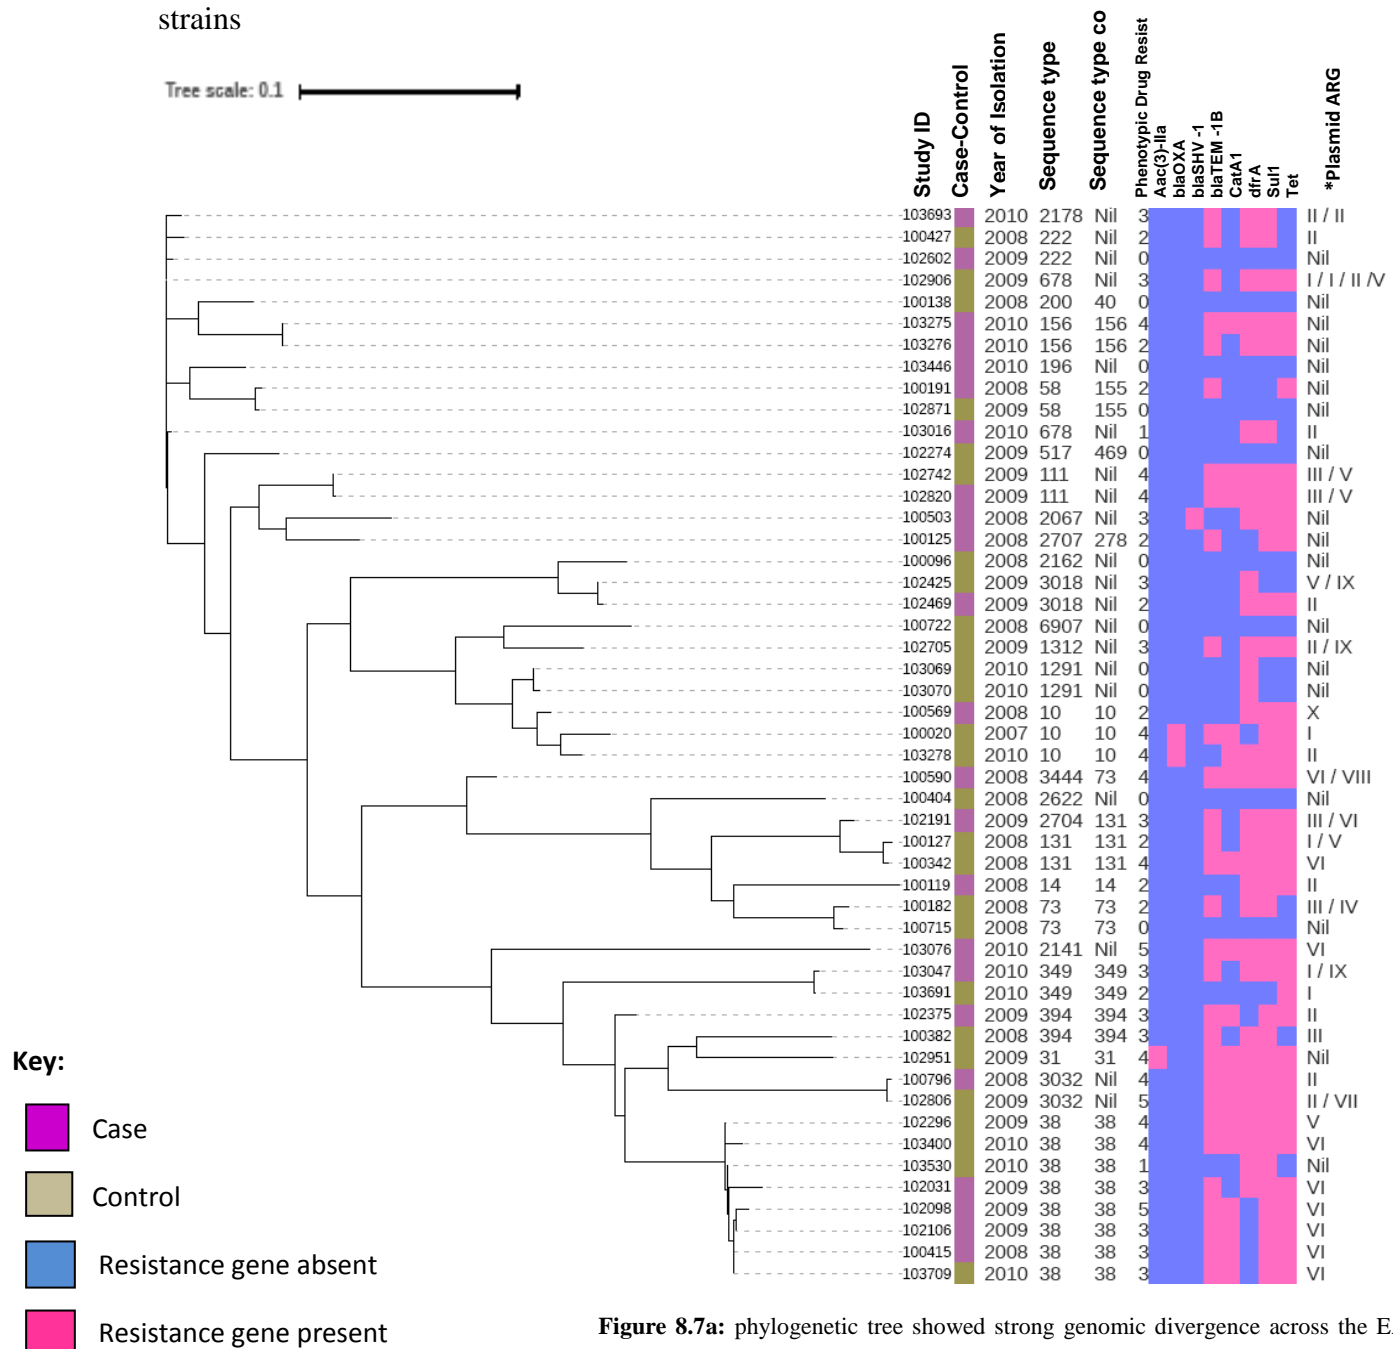 strains
Tree scale: 0.1
Study ID Case-Control Year of Isolation Sequence type Sequence type co Phenotypic Drug Resist Aac(3)-IIa blaOXA blaSHV -1 blaTEM -1B CatA1 dfrA Sul1 Tet *Plasmid ARG
103693 2010 2178 Nil 3 II / II
100427 2008 222 Nil 2 II
102602 2009 222 Nil 0 Nil
102906 2009 678 Nil 3 I / I / II /V
100138 2008 200 40 0 Nil
103275 2010 156 156 4 Nil
103276 2010 156 156 2 Nil
103446 2010 196 Nil 0 Nil
100191 2008 58 155 2 Nil
102871 2009 58 155 0 Nil
103016 2010 678 Nil 1 II
102274 2009 517 469 0 Nil
102742 2009 111 Nil 4 III / V
102820 2009 111 Nil 4 III / V
100503 2008 2067 Nil 3 Nil
100125 2008 2707 278 2 Nil
100096 2008 2162 Nil 0 Nil
102425 2009 3018 Nil 3 V / IX
102469 2009 3018 Nil 2 II
100722 2008 6907 Nil 0 Nil
102705 2009 1312 Nil 3 II / IX
103069 2010 1291 Nil 0 Nil
103070 2010 1291 Nil 0 Nil
100569 2008 10 10 2 X
100020 2007 10 10 4 I
103278 2010 10 10 4 II
100590 2008 3444 73 4 VI / VIII
100404 2008 2622 Nil 0 Nil
102191 2009 2704 131 3 III / VI
100127 2008 131 131 2 I / V
100342 2008 131 131 4 VI
100119 2008 14 14 2 II
100182 2008 73 73 2 III / IV
100715 2008 73 73 0 Nil
103076 2010 2141 Nil 5 VI
103047 2010 349 349 3 I / IX
103691 2010 349 349 2 I
102375 2009 394 394 3 II
100382 2008 394 394 3 III
102951 2009 31 31 4 Nil
100796 2008 3032 Nil 4 II
102806 2009 3032 Nil 5 II / VII
102296 2009 38 38 4 V
103400 2010 38 38 4 VI
103530 2010 38 38 1 Nil
102031 2009 38 38 3 VI
102098 2009 38 38 5 VI
102106 2009 38 38 3 VI
100415 2008 38 38 3 VI
103709 2010 38 38 3 VI
Key:
Case
Control
Resistance gene absent
Resistance gene present
Figure 8.7a: phylogenetic tree showed strong genomic divergence across the